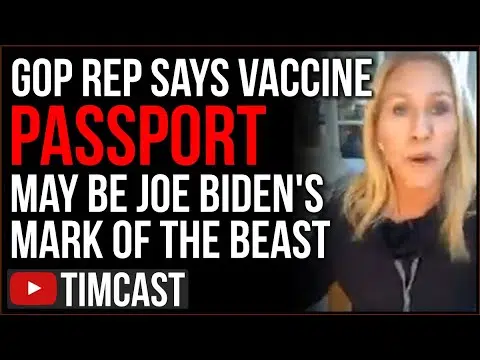 GOP REP SAYS VACCINE
PASSPORT
MAY BE JOE BIDEN'S
MARK OF THE BEAST
TIMCAST